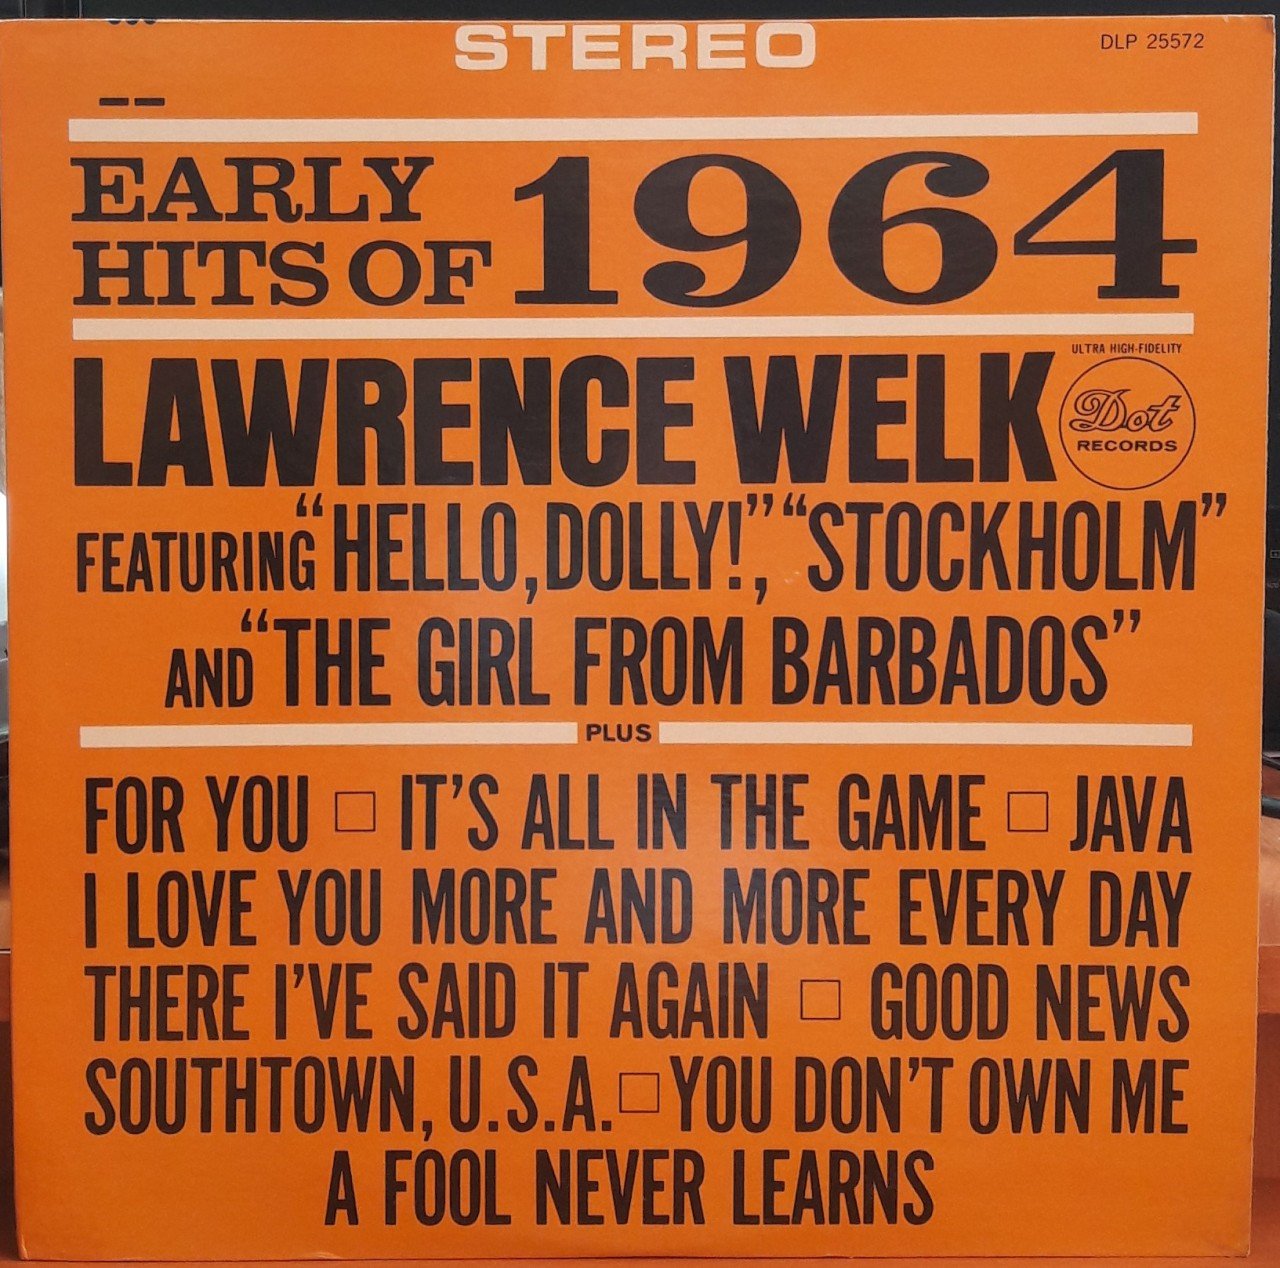 STEREO
DLP 25572
EARLY
HITS OF 1964
ULTRA HIGH-FIDELITY
LAWRENCE WELK
Dot
RECORDS
FEATURING “HELLO, DOLLY!”, “STOCKHOLM”
AND “THE GIRL FROM BARBADOS”
PLUS
FOR YOU □ IT’S ALL IN THE GAME □ JAVA
I LOVE YOU MORE AND MORE EVERY DAY
THERE I’VE SAID IT AGAIN □ GOOD NEWS
SOUTHTOWN, U.S.A. □ YOU DON’T OWN ME
A FOOL NEVER LEARNS